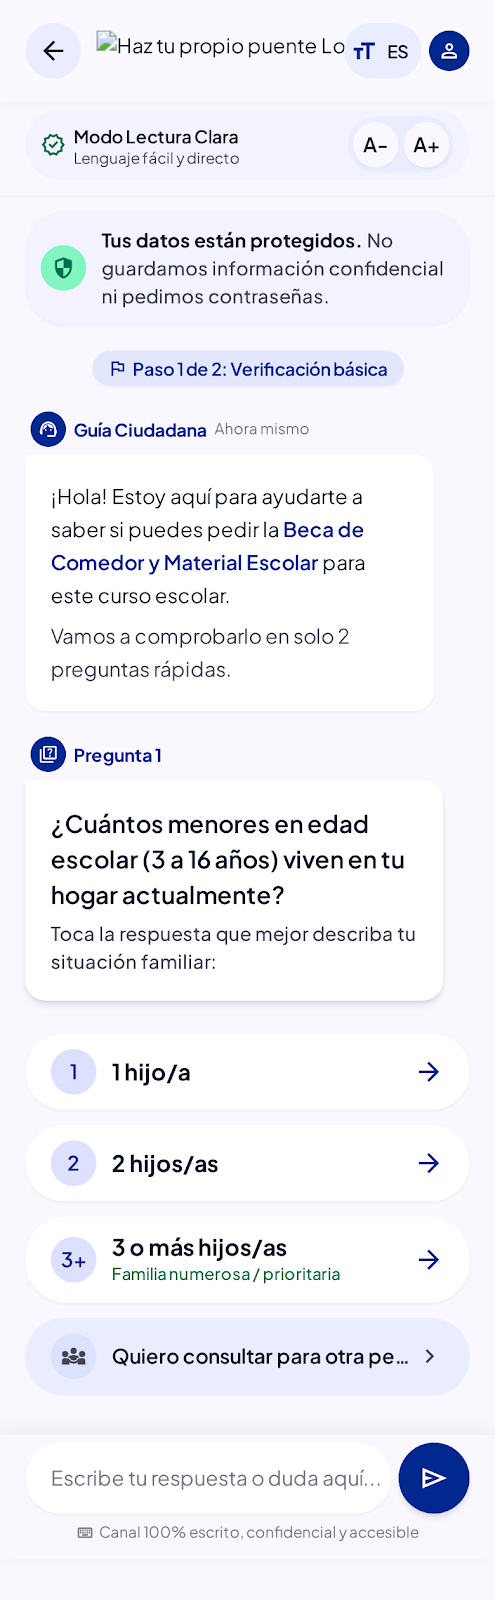 Haz tu propio puente Lo
ES
Modo Lectura Clara
Lenguaje fácil y directo
A-
A+
Tus datos están protegidos. No
guardamos información confidencial
ni pedimos contraseñas.
Paso 1 de 2: Verificación básica
Guía Ciudadana Ahora mismo
¡Hola! Estoy aquí para ayudarte a
saber si puedes pedir la Beca de
Comedor y Material Escolar para
este curso escolar.
Vamos a comprobarlo en solo 2
preguntas rápidas.
Pregunta 1
¿Cuántos menores en edad
escolar (3 a 16 años) viven en tu
hogar actualmente?
Toca la respuesta que mejor describa tu
situación familiar:
1 1 hijo/a
2 2 hijos/as
3+ 3 o más hijos/as
Familia numerosa / prioritaria
Quiero consultar para otra pe...
Escribe tu respuesta o duda aquí...
Canal 100% escrito, confidencial y accesible